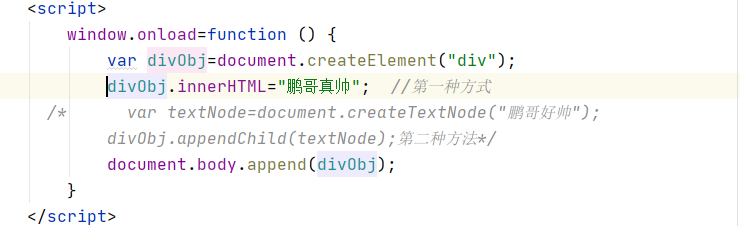 <script>
    window.onload=function () {
        var divObj=document.createElement("div");
        divObj.innerHTML="鹏哥真帅";  //第一种方式
  /*      var textNode=document.createTextNode("鹏哥好帅");
        divObj.appendChild(textNode);第二种方法*/
        document.body.append(divObj);
    }
</script>